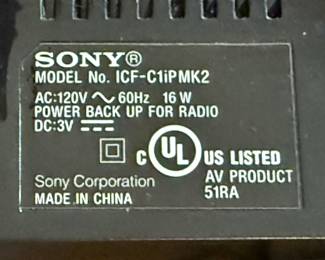 SONY®
MODEL No. ICF-C1iPMK2
AC:120V ~ 60Hz 16 W
POWER BACK UP FOR RADIO
DC:3V ⎓
C UL US LISTED
AV PRODUCT
51RA
Sony Corporation
MADE IN CHINA